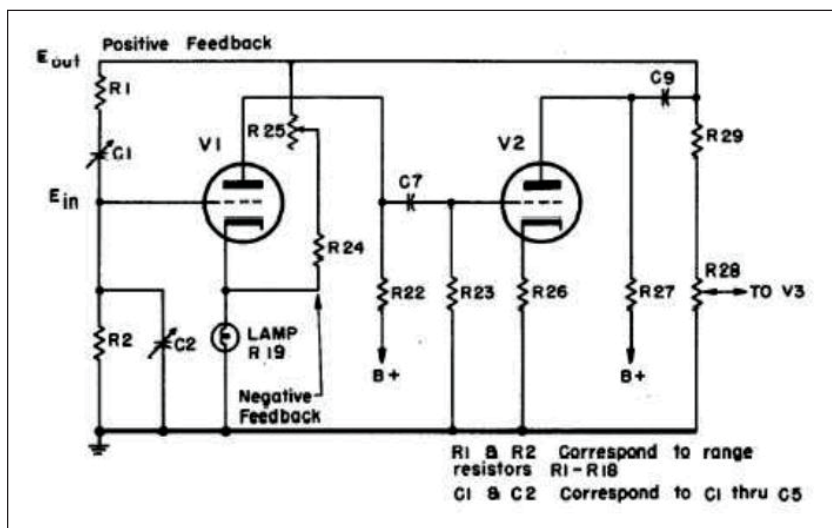 Positive Feedback
E out
R1
C1
V1
R25
C9
V2
R29
E in
C7
R24
R28
TO V3
R22
R23
R26
R27
R2
C2
LAMP
R19
B+
B+
Negative
Feedback
R1 & R2 Correspond to range
resistors R1-R18
C1 & C2 Correspond to C1 thru C5